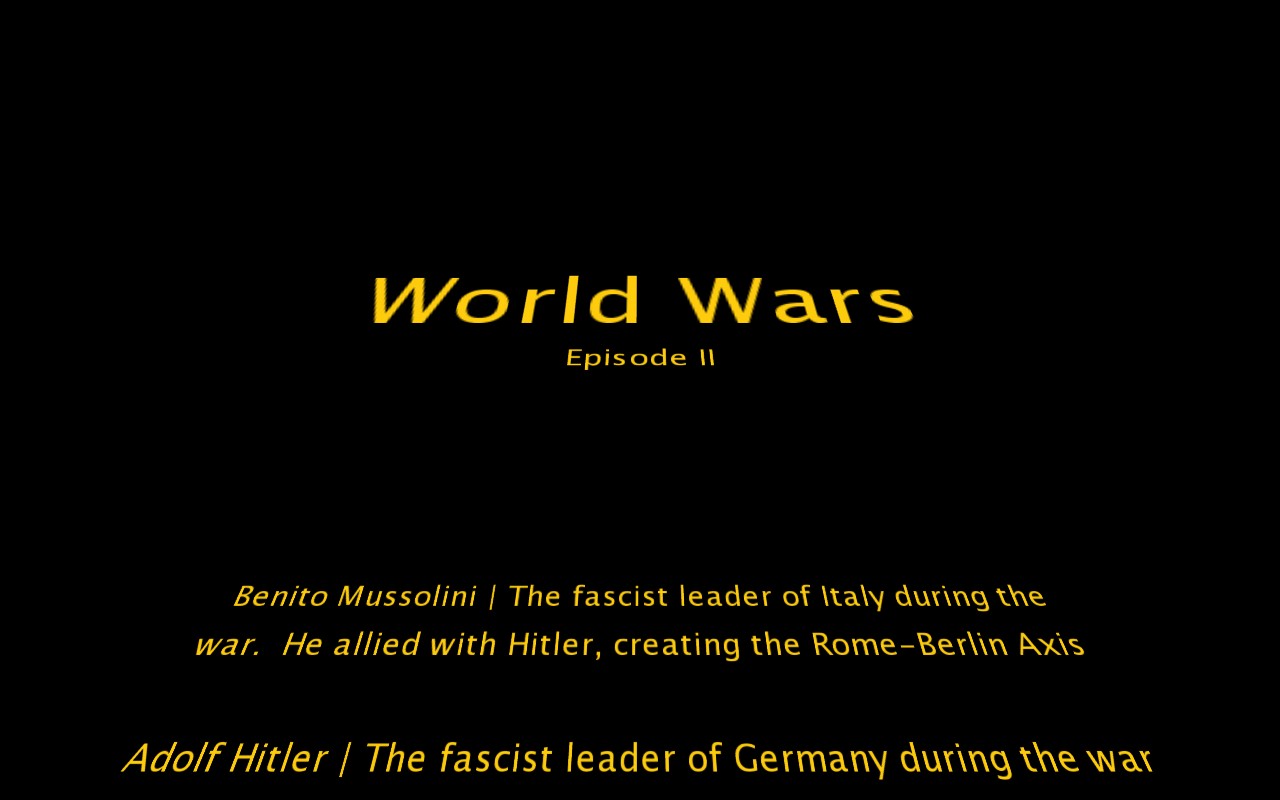 World Wars
Episode II
Benito Mussolini | The fascist leader of Italy during the
war.  He allied with Hitler, creating the Rome-Berlin Axis
Adolf Hitler | The fascist leader of Germany during the war